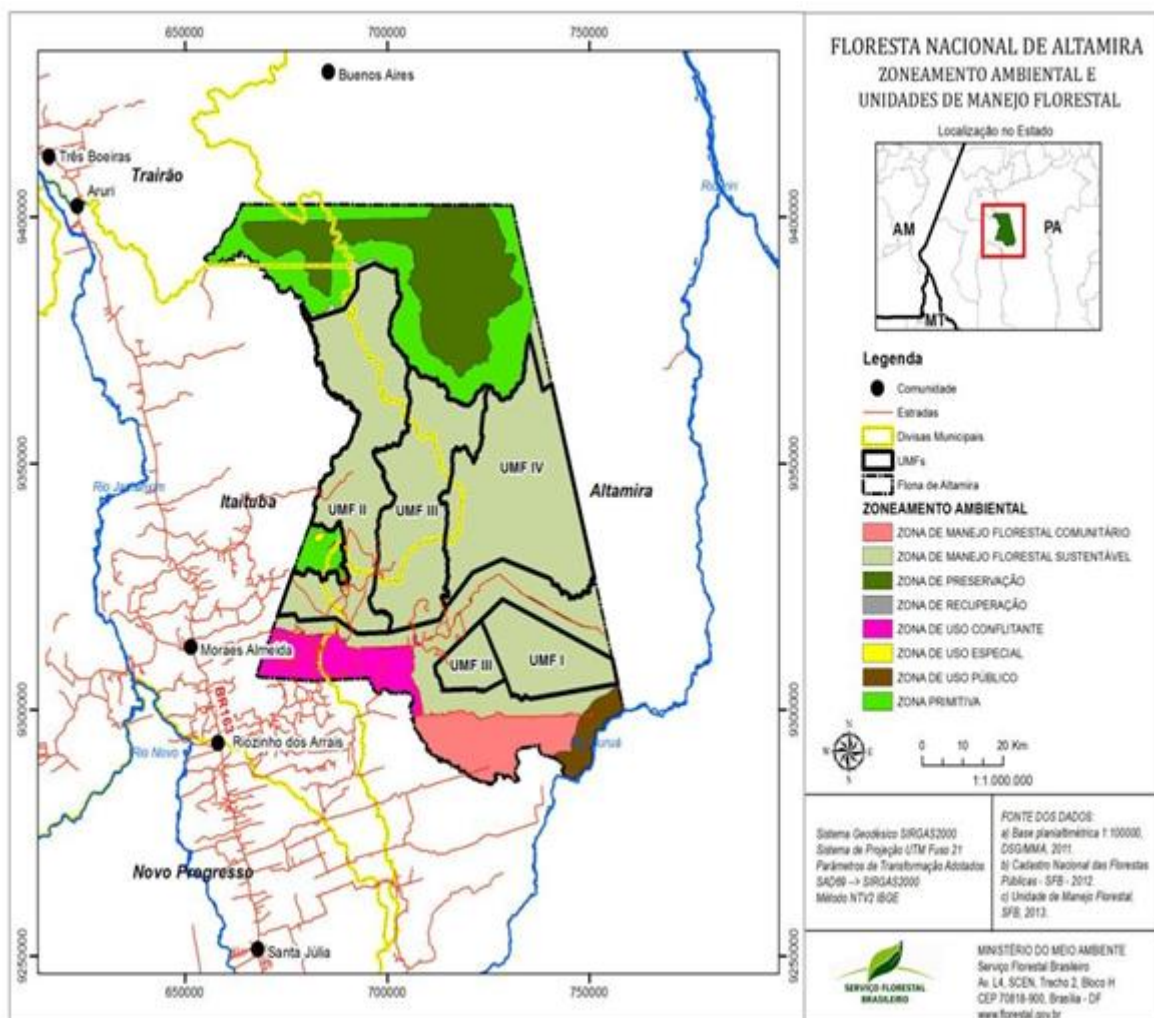 650000
700000
750000
Buenos Aires
Três Boeiras
Trairão
Aruri
9400000
9400000
AM
PA
MT
9350000
9350000
UMF IV
Itaituba
Altamira
UMF II
UMF III
Moraes Almeida
UMF III
UMF I
9300000
9300000
BR163
Riozinho dos Arrais
Rio Novo
Novo Progresso
Santa Júlia
9250000
9250000
650000
700000
750000
FLORESTA NACIONAL DE ALTAMIRA
ZONEAMENTO AMBIENTAL E
UNIDADES DE MANEJO FLORESTAL
Localização no Estado
Legenda
Comunidade
Estradas
Divisas Municipais
UMFs
Flona de Altamira
ZONEAMENTO AMBIENTAL
ZONA DE MANEJO FLORESTAL COMUNITÁRIO
ZONA DE MANEJO FLORESTAL SUSTENTÁVEL
ZONA DE PRESERVAÇÃO
ZONA DE RECUPERAÇÃO
ZONA DE USO CONFLITANTE
ZONA DE USO ESPECIAL
ZONA DE USO PÚBLICO
ZONA PRIMITIVA
N
E
S
0 10 20 Km
1:1.000.000
Sistema Geodésico SIRGAS2000
Sistema de Projeção UTM Fuso 21
Parâmetros de Transformação Adotados
SAD69 --> SIRGAS2000
Método NTV2 IBGE
FONTE DOS DADOS:
a) Base planialtimétrica 1:100000,
DSG/MMA, 2011.
b) Cadastro Nacional das Florestas
Públicas - SFB - 2012.
c) Unidade de Manejo Florestal,
SFB, 2013.
SERVIÇO FLORESTAL
BRASILEIRO
MINISTÉRIO DO MEIO AMBIENTE
Serviço Florestal Brasileiro
Av. L4, SCEN, Trecho 2, Bloco H
CEP 70818-900, Brasília - DF
www.florestal.gov.br